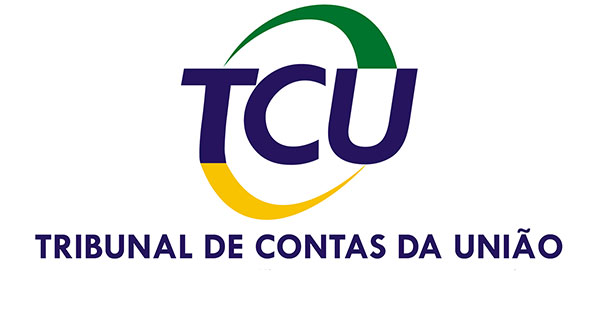 TCU
TRIBUNAL DE CONTAS DA UNIÃO